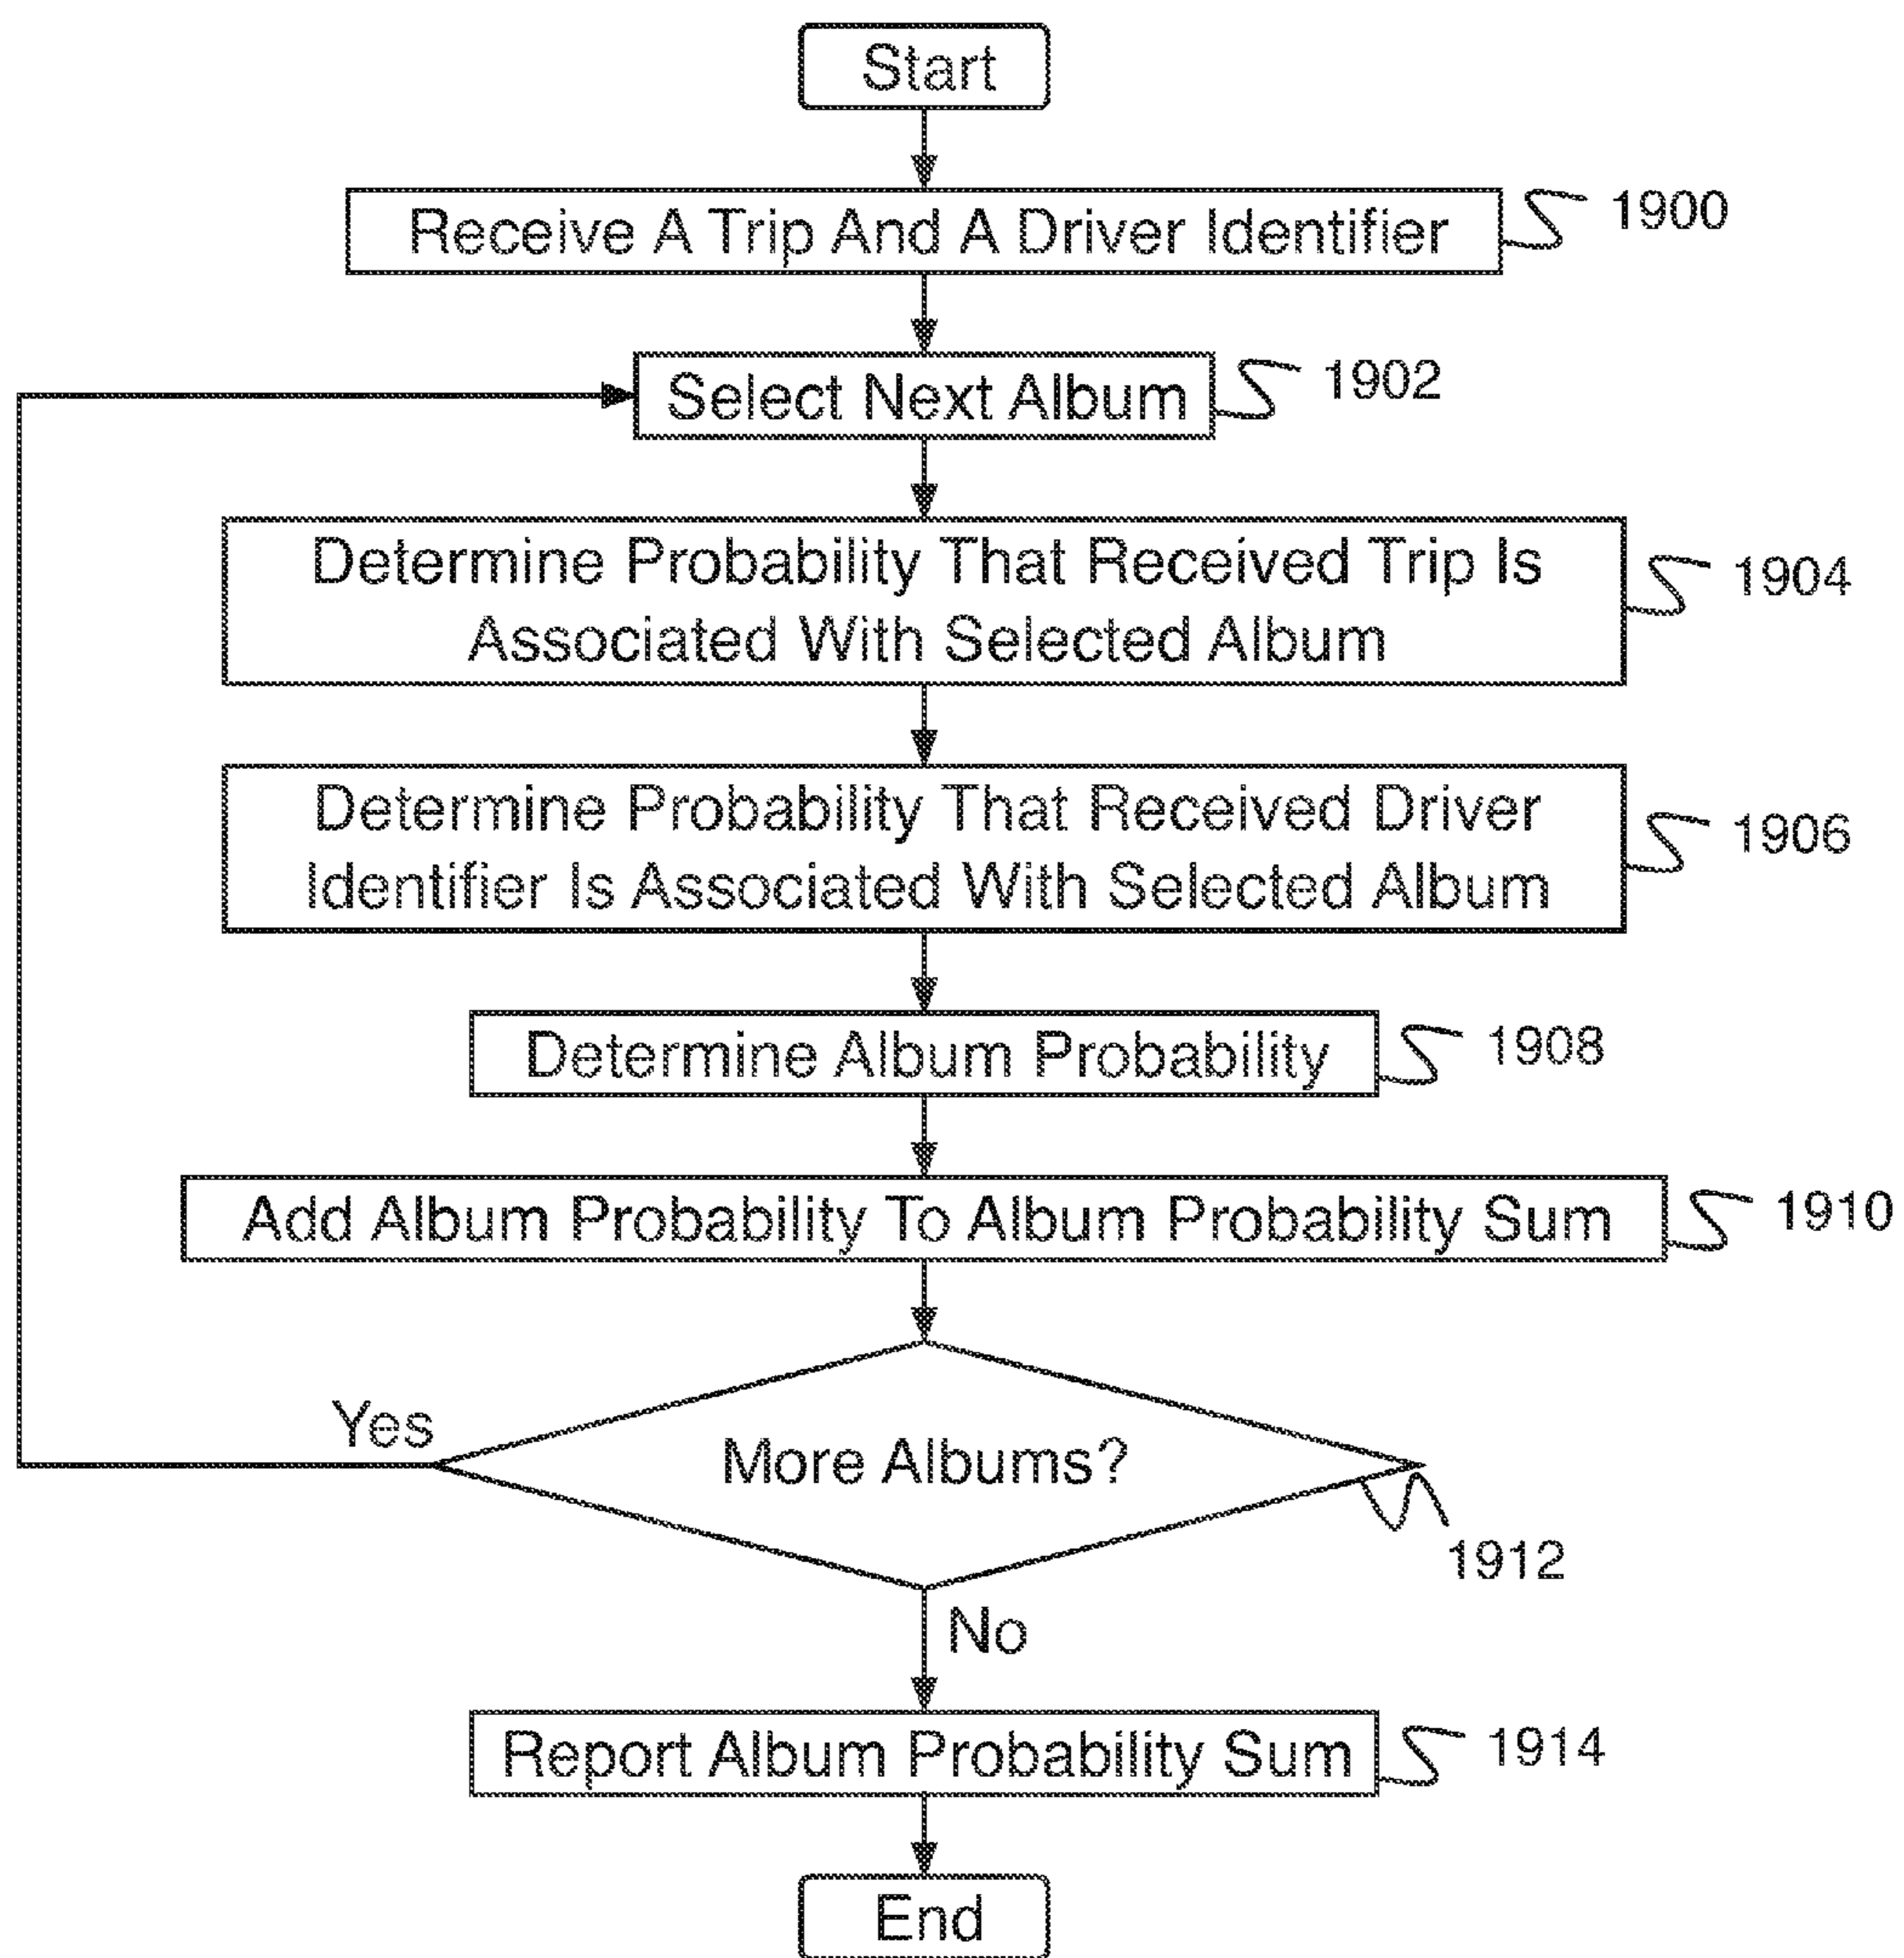 Start
Receive A Trip And A Driver Identifier
1900
Select Next Album
1902
Determine Probability That Received Trip Is
Associated With Selected Album
1904
Determine Probability That Received Driver
Identifier Is Associated With Selected Album
1906
Determine Album Probability
1908
Add Album Probability To Album Probability Sum
1910
Yes
More Albums?
1912
No
Report Album Probability Sum
1914
End